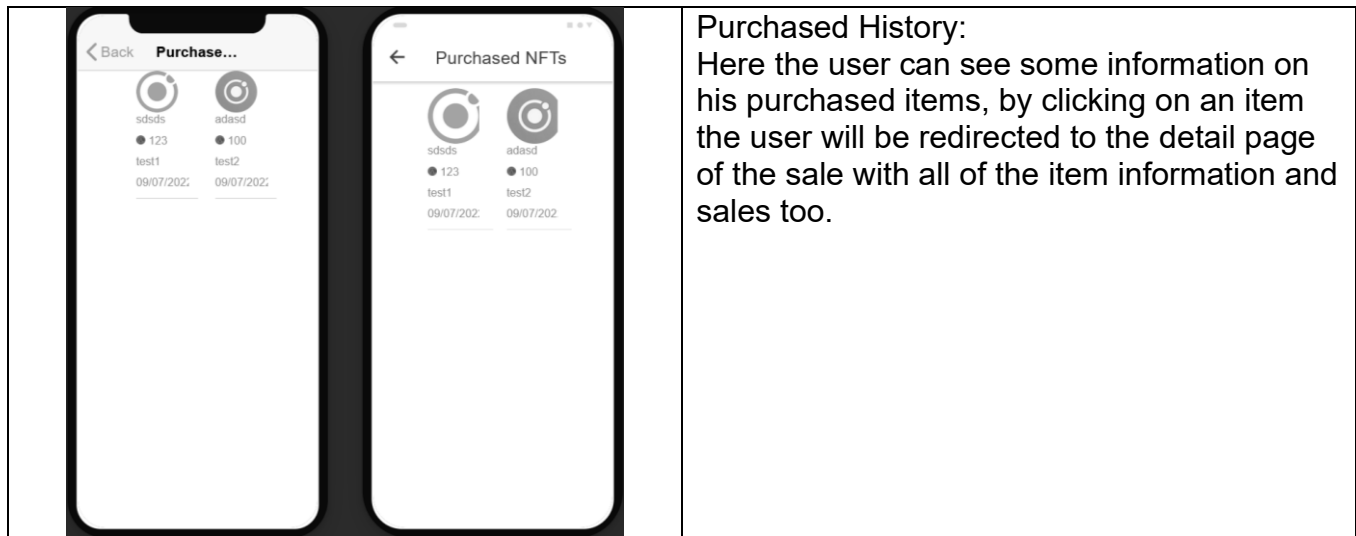 Back Purchase...
sdsds adasd
123 100
test1 test2
09/07/2022 09/07/2022
Purchased NFTs
sdsds adasd
123 100
test1 test2
09/07/202 09/07/202
Purchased History:
Here the user can see some information on
his purchased items, by clicking on an item
the user will be redirected to the detail page
of the sale with all of the item information and
sales too.